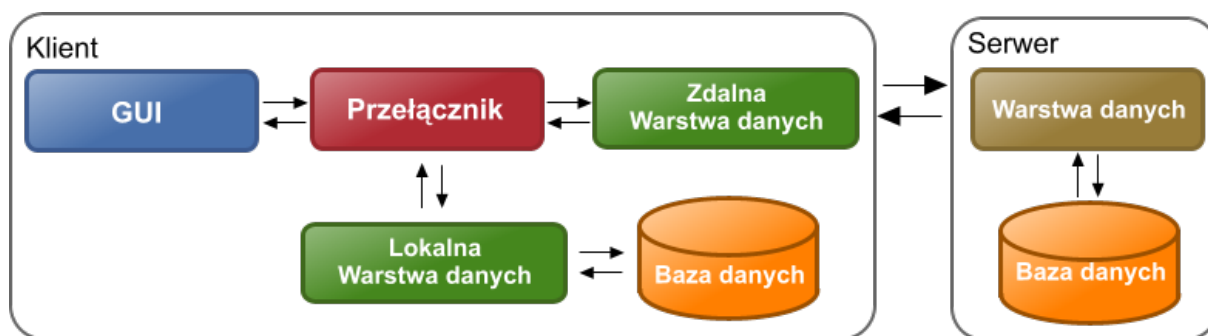 Klient
GUI
Przełącznik
Zdalna
Warstwa danych
Lokalna
Warstwa danych
Baza danych
Serwer
Warstwa danych
Baza danych